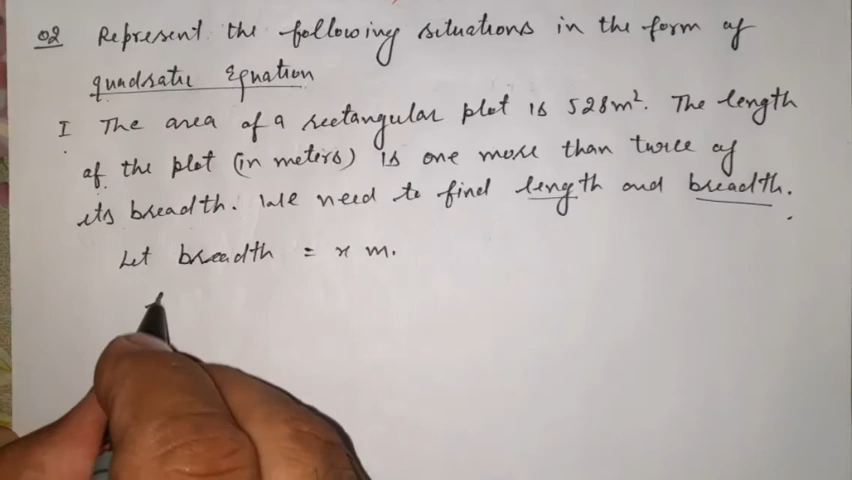 Q2 Represent the following situations in the form of
quadratic Equation
I The area of a rectangular plot is 528m². The length
of the plot (in meters) is one more than twice of
its breadth. We need to find length and breadth.
Let breadth = x m.